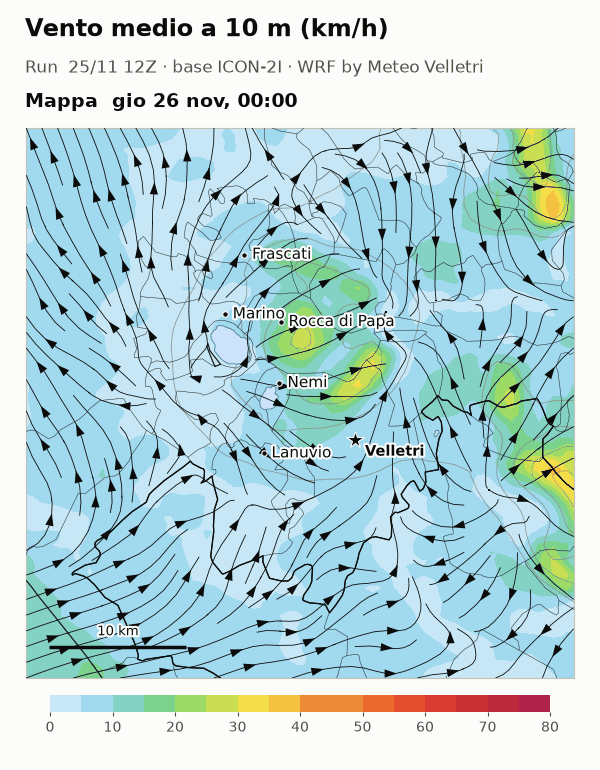 Vento medio a 10 m (km/h)
Run 25/11 12Z · base ICON-2I · WRF by Meteo Velletri
Mappa gio 26 nov, 00:00
Frascati
Marino
Rocca di Papa
Nemi
Velletri
Lanuvio
10 km
0 10 20 30 40 50 60 70 80